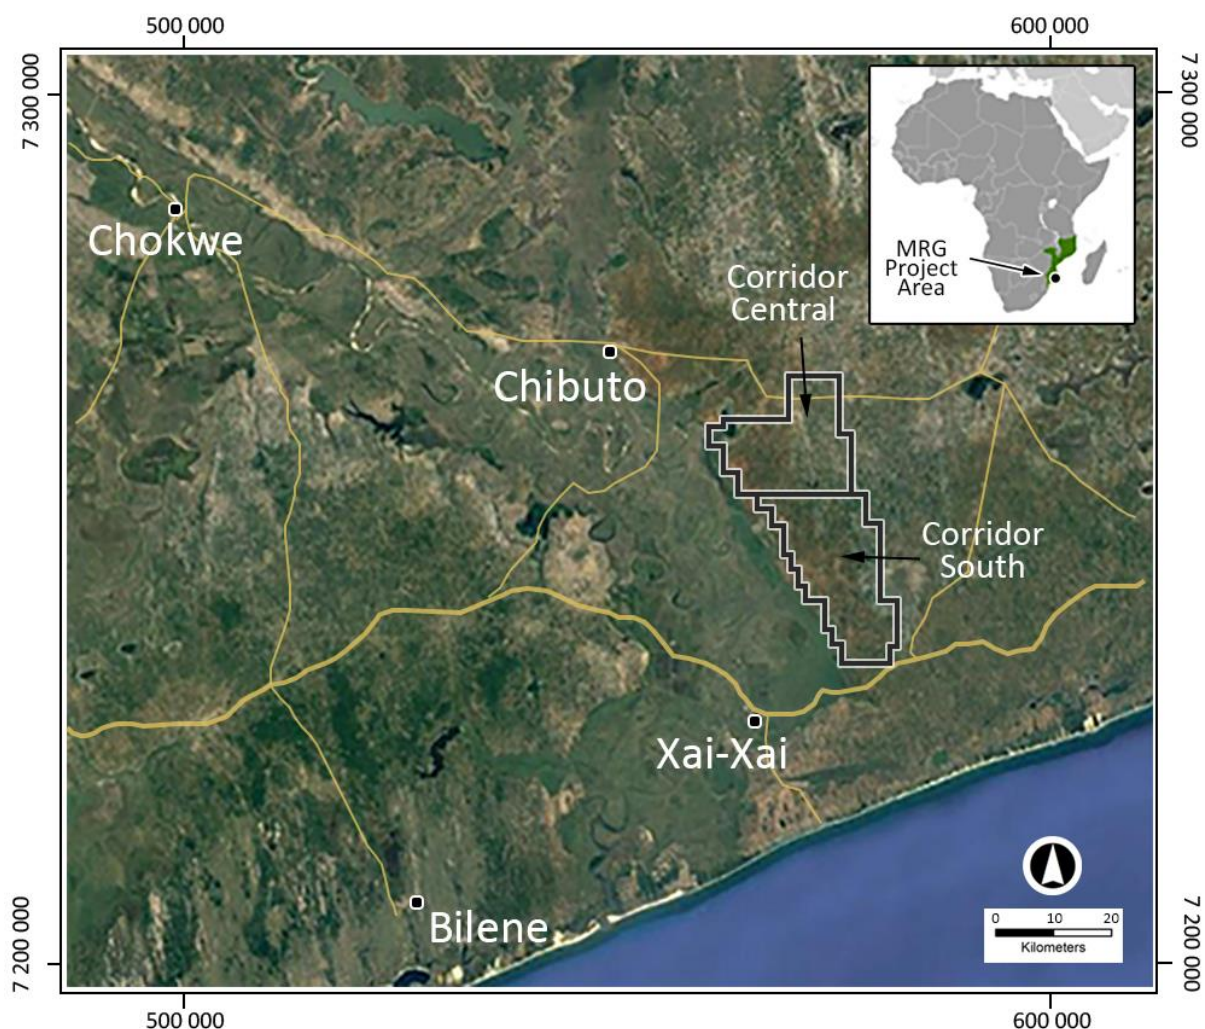 500 000
600 000
7 300 000
7 300 000
MRG
Project
Area
Chokwe
Corridor
Central
Chibuto
Corridor
South
Xai-Xai
Bilene
0
10
20
Kilometers
7 200 000
7 200 000
500 000
600 000